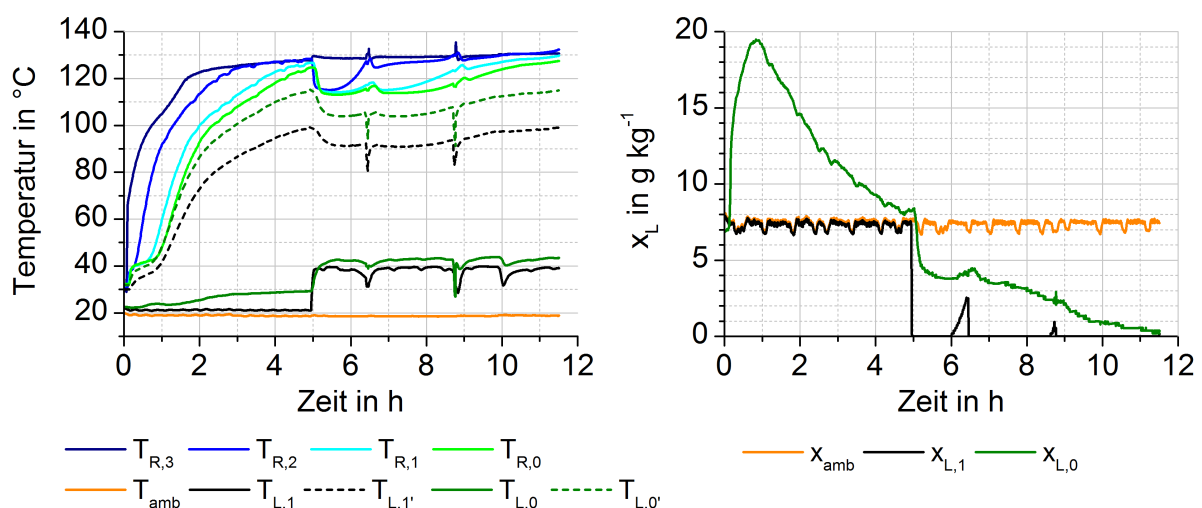 Temperatur in °C
140
120
100
80
60
40
20
0 2 4 6 8 10 12
Zeit in h
T_R,3 T_R,2 T_R,1 T_R,0
T_amb T_L,1 T_L,1' T_L,0 T_L,0'
x_L in g kg⁻¹
20
15
10
5
0
0 2 4 6 8 10 12
Zeit in h
x_amb x_L,1 x_L,0